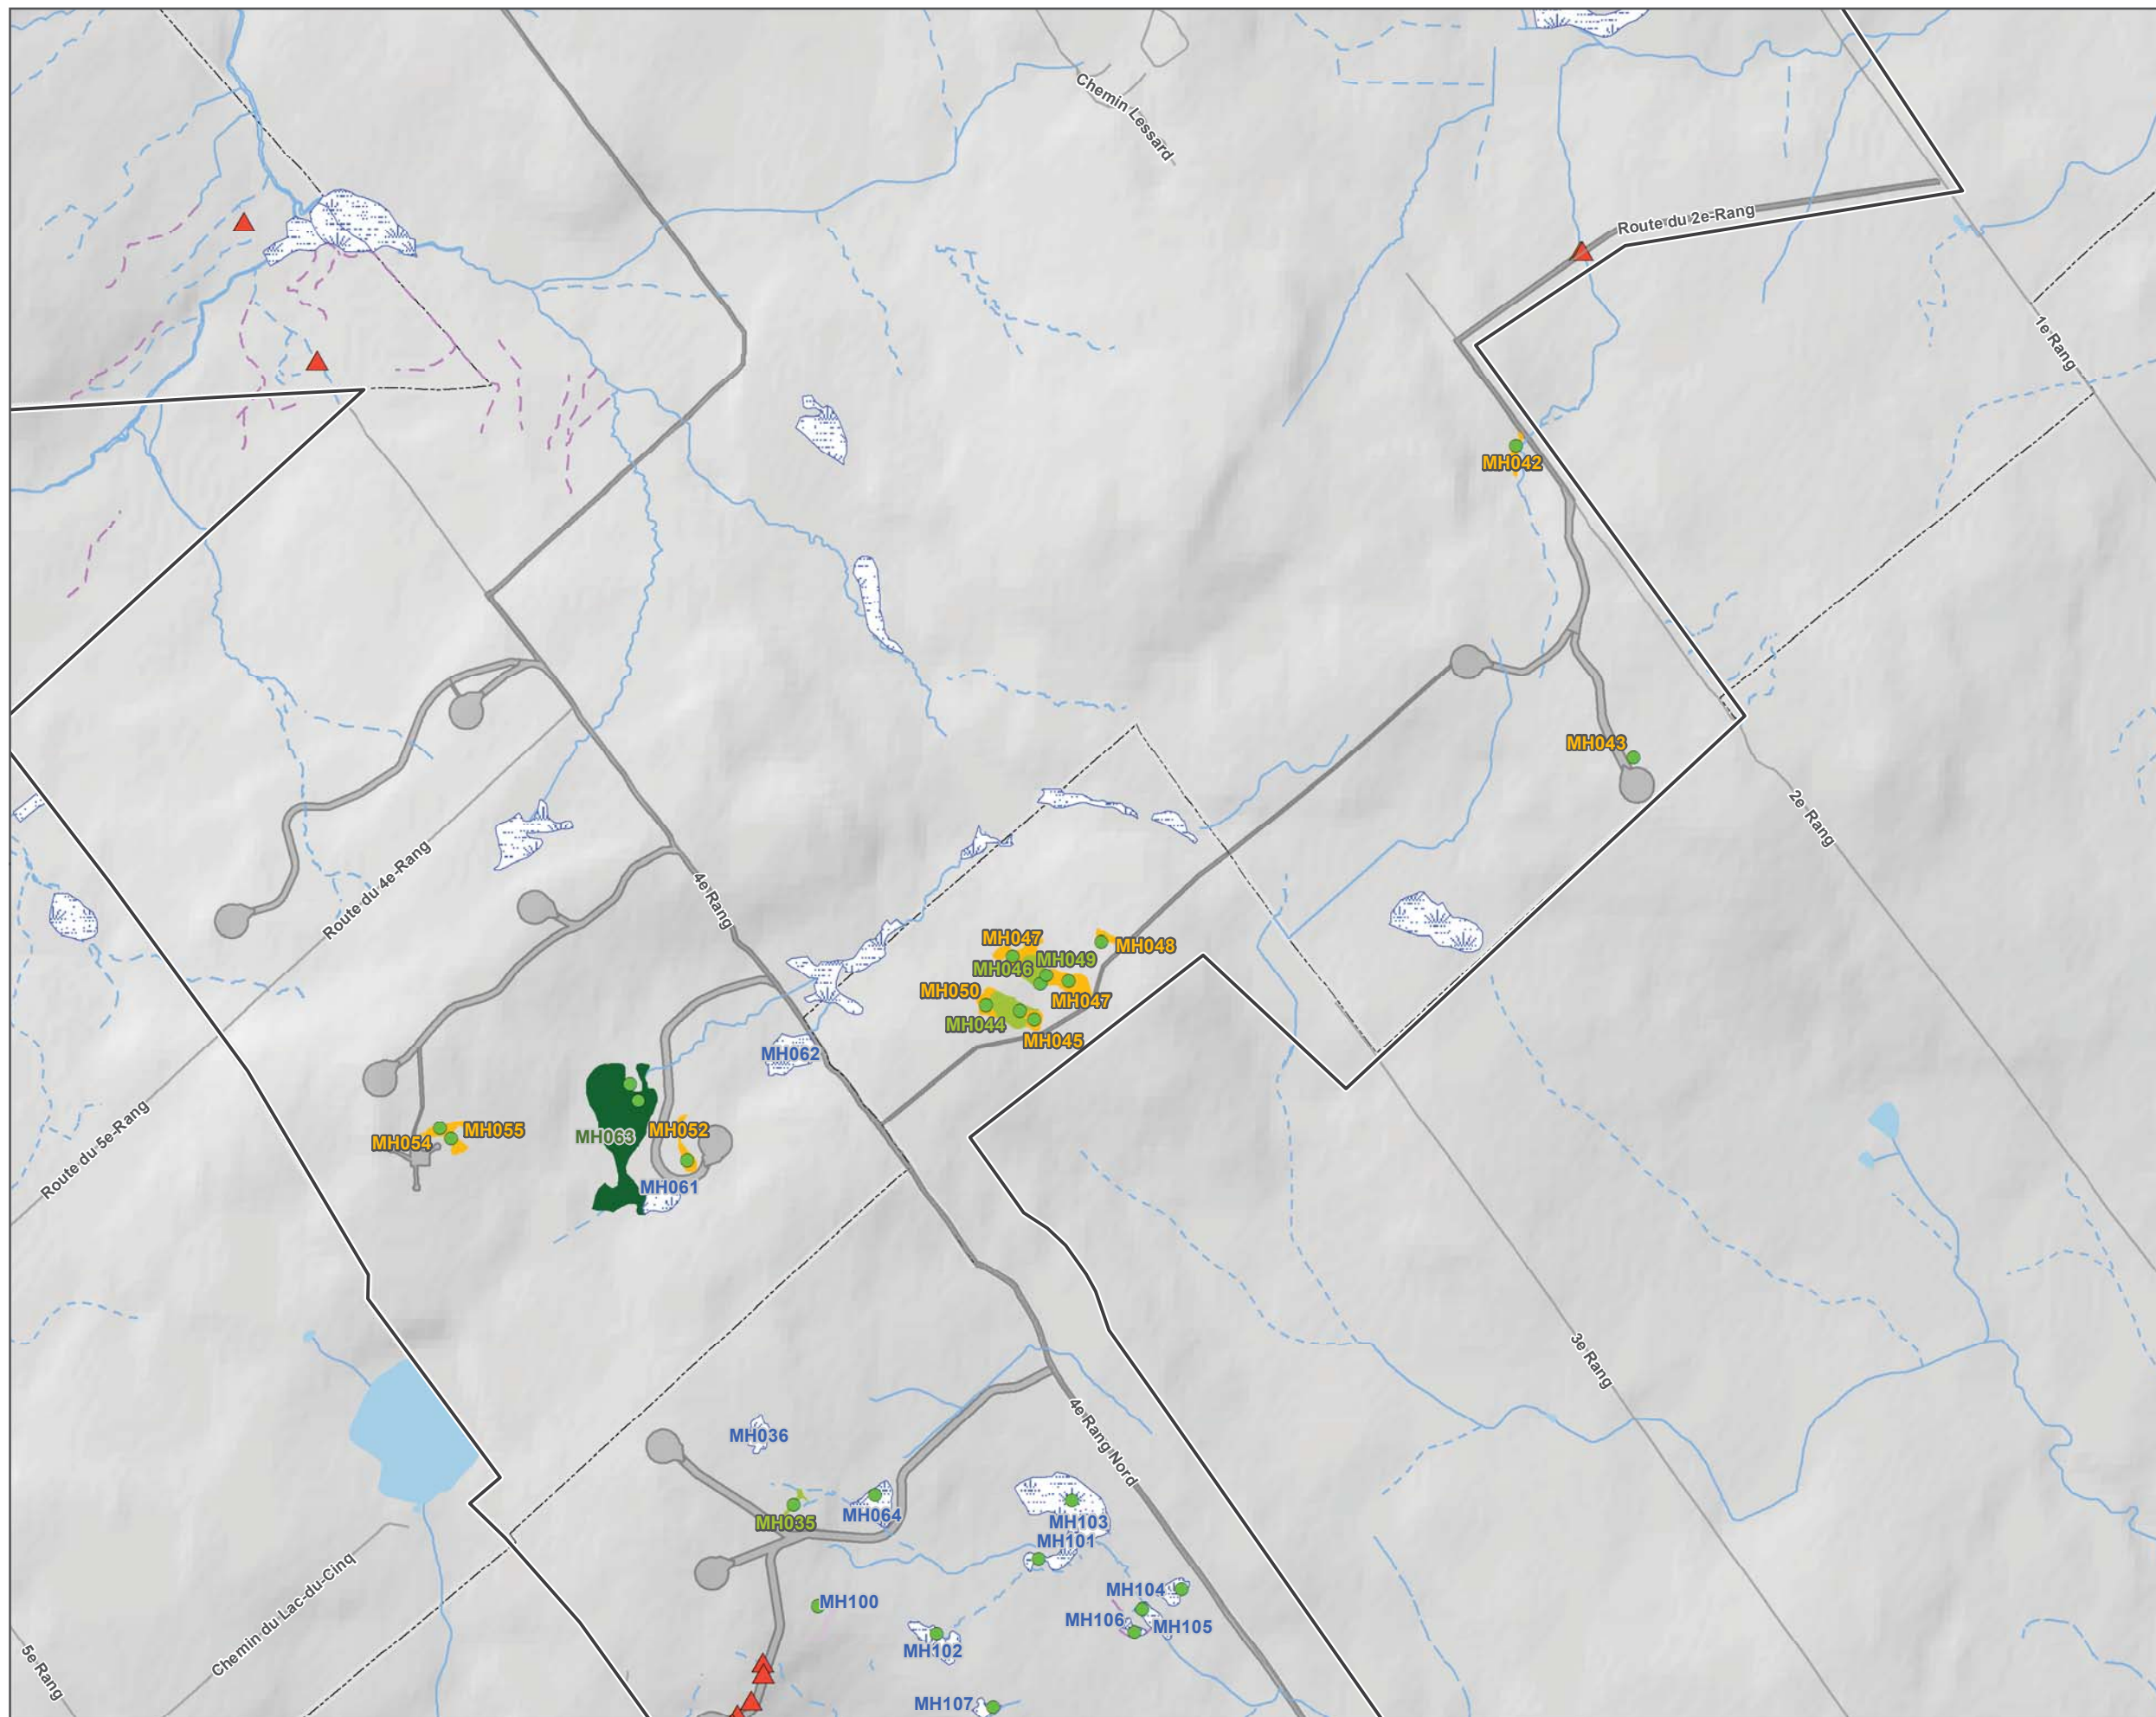 Chemin Lessard
Route du 2e-Rang
1e Rang
MH042
MH043
2e Rang
Route du 4e-Rang
4e Rang
MH047
MH048
MH049
MH046
MH050
MH047
MH044
MH045
MH062
Route du 5e-Rang
MH054
MH055
MH063
MH052
MH061
3e Rang
4e Rang Nord
MH036
MH035
MH064
MH103
MH101
MH104
MH100
MH106
MH105
MH102
Chemin du Lac-du-Cinq
5e Rang
MH107